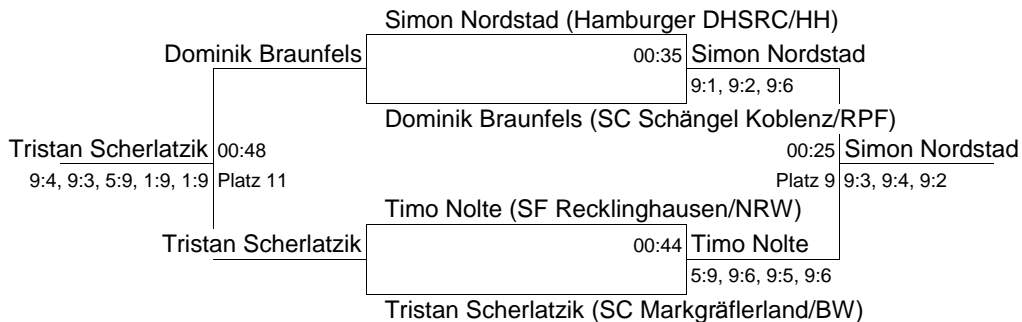 Simon Nordstad (Hamburger DHSRC/HH)
Dominik Braunfels 00:35 Simon Nordstad
9:1, 9:2, 9:6
Dominik Braunfels (SC Schängel Koblenz/RPF)
Tristan Scherlatzik 00:48 00:25 Simon Nordstad
9:4, 9:3, 5:9, 1:9, 1:9 Platz 11 Platz 9 9:3, 9:4, 9:2
Timo Nolte (SF Recklinghausen/NRW)
Tristan Scherlatzik 00:44 Timo Nolte
5:9, 9:6, 9:5, 9:6
Tristan Scherlatzik (SC Markgräflerland/BW)